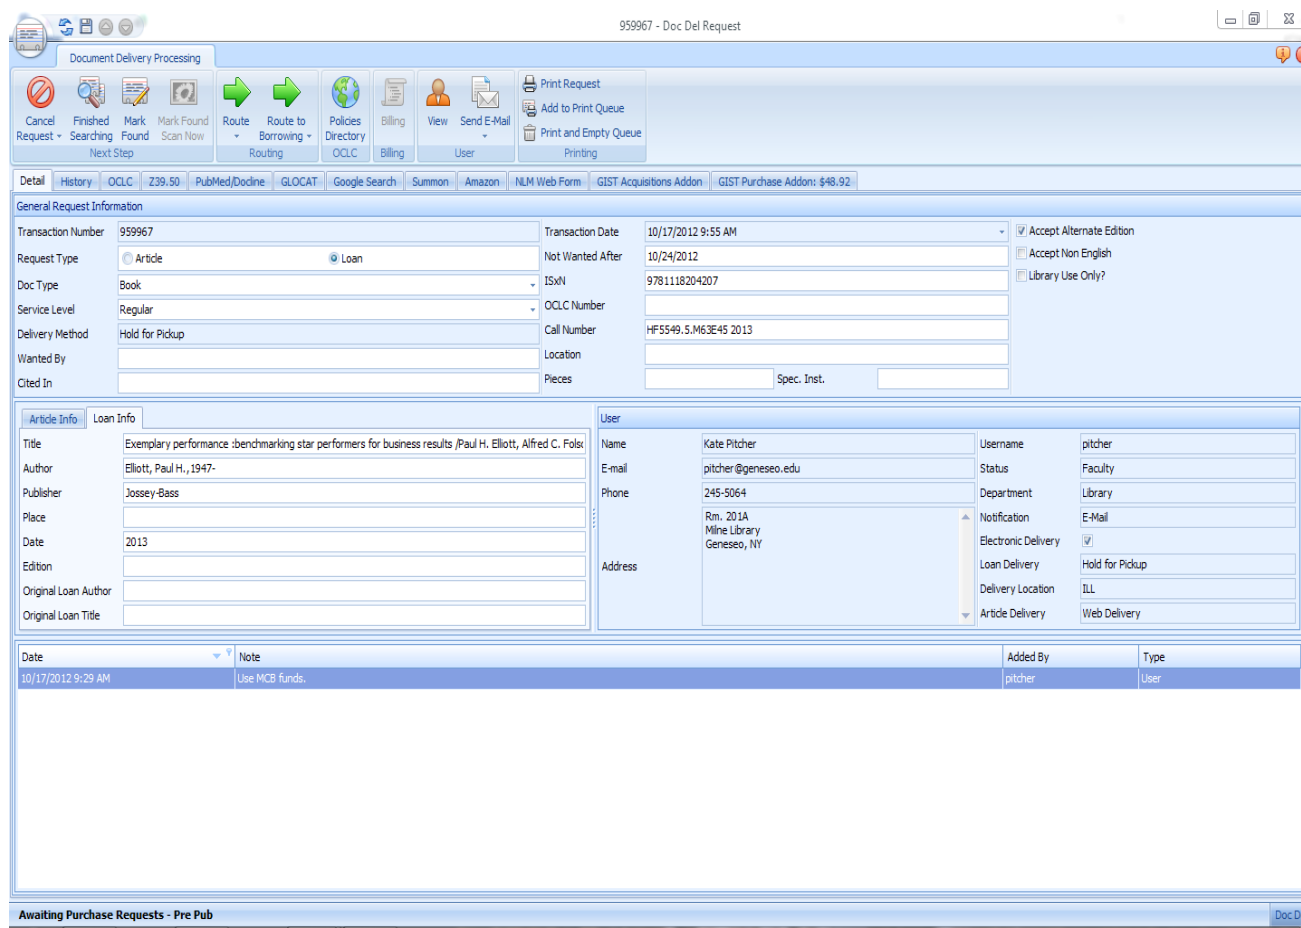 959967 - Doc Del Request
Document Delivery Processing
Cancel Request
Finished Searching
Mark Found
Mark Found Scan Now
Route
Route to Borrowing
Policies Directory
Billing
View
Send E-Mail
Print Request
Add to Print Queue
Print and Empty Queue
Next Step
Routing
OCLC
Billing
User
Printing
Detail History OCLC Z39.50 PubMed/Docline GLOCAT Google Search Summon Amazon NLM Web Form GIST Acquisitions Addon GIST Purchase Addon: $48.92
General Request Information
Transaction Number 959967
Request Type Article Loan
Doc Type Book
Service Level Regular
Delivery Method Hold for Pickup
Wanted By
Cited In
Transaction Date 10/17/2012 9:55 AM
Not Wanted After 10/24/2012
ISxN 9781118204207
OCLC Number
Call Number HF5549.5.M63E45 2013
Location
Pieces Spec. Inst.
Accept Alternate Edition
Accept Non English
Library Use Only?
Article Info Loan Info
Title Exemplary performance :benchmarking star performers for business results /Paul H. Elliott, Alfred C. Folso
Author Elliott, Paul H.,1947-
Publisher Jossey-Bass
Place
Date 2013
Edition
Original Loan Author
Original Loan Title
User
Name Kate Pitcher
E-mail pitcher@geneseo.edu
Phone 245-5064
Address
Rm. 201A
Milne Library
Geneseo, NY
Username pitcher
Status Faculty
Department Library
Notification E-Mail
Electronic Delivery
Loan Delivery Hold for Pickup
Delivery Location ILL
Article Delivery Web Delivery
Date Note Added By Type
10/17/2012 9:29 AM Use MCB funds. pitcher User
Awaiting Purchase Requests - Pre Pub
Doc D